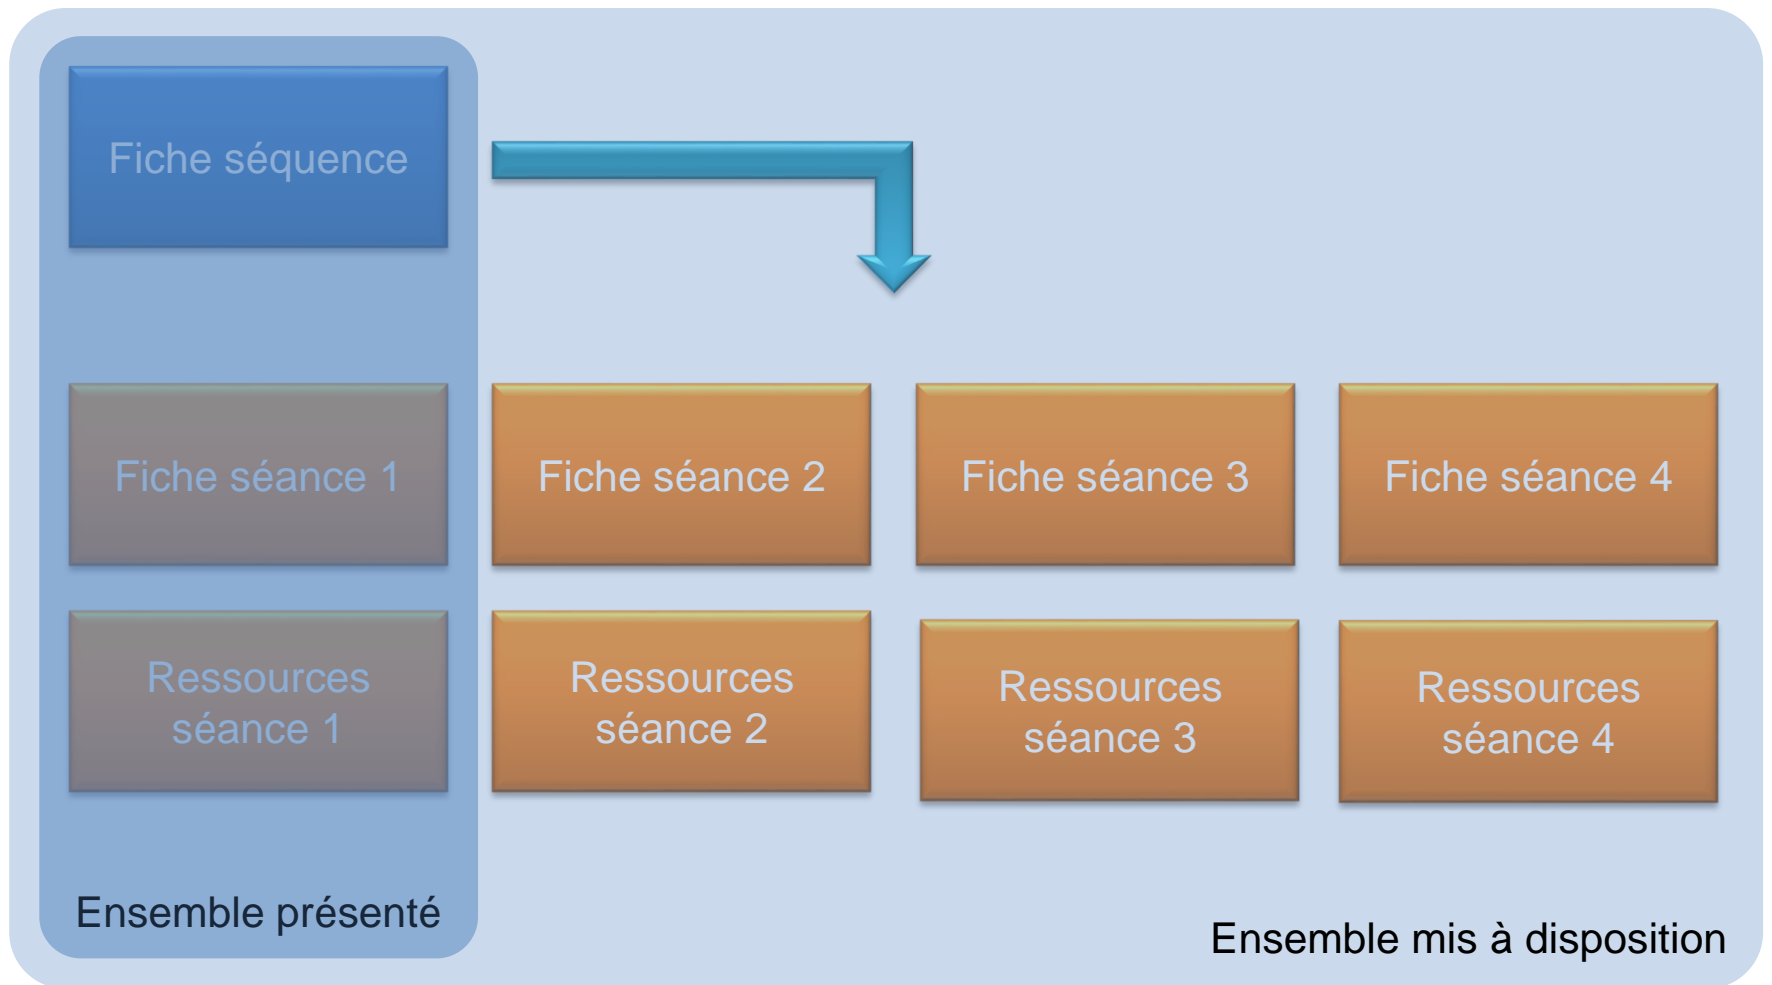 Fiche séquence
Fiche séance 1
Fiche séance 2
Fiche séance 3
Fiche séance 4
Ressources
séance 1
Ressources
séance 2
Ressources
séance 3
Ressources
séance 4
Ensemble présenté
Ensemble mis à disposition